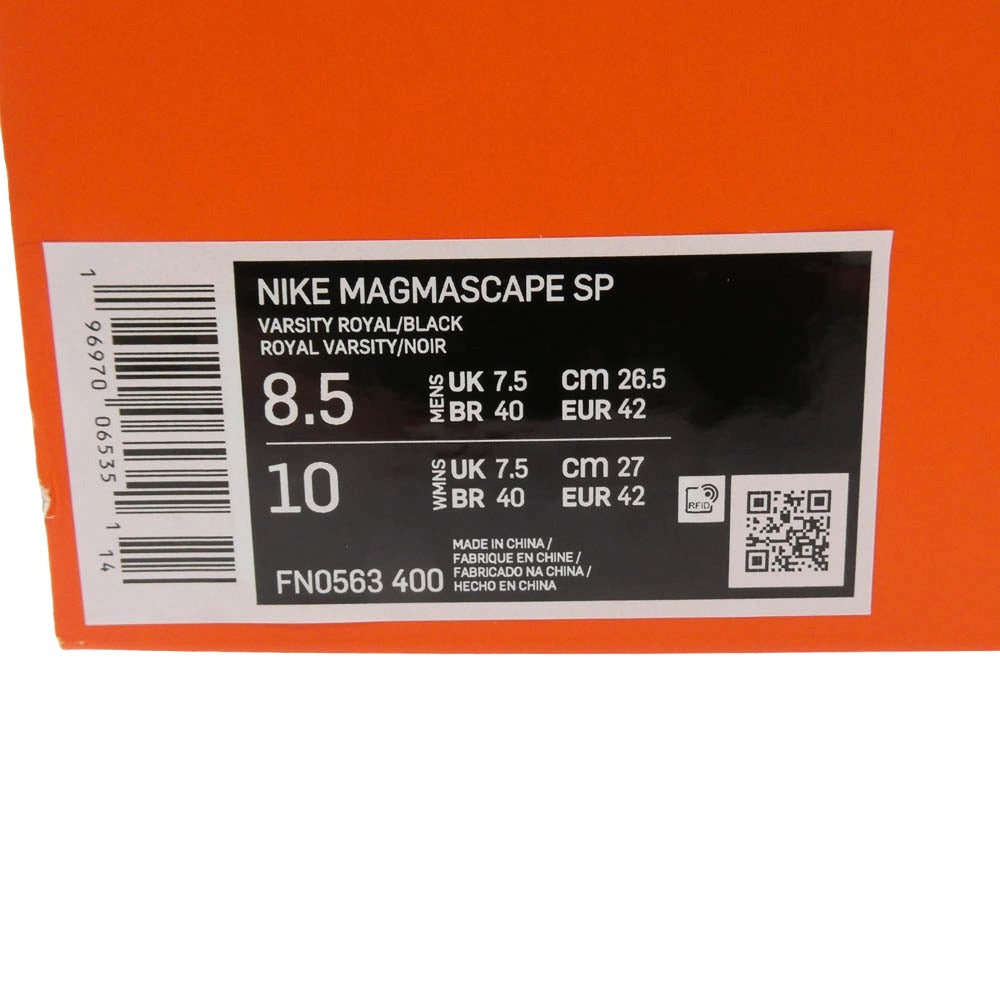 NIKE MAGMASCAPE SP
VARSITY ROYAL/BLACK
ROYAL VARSITY/NOIR
8.5 MENS UK 7.5 cm 26.5
BR 40 EUR 42
10 WMNS UK 7.5 cm 27
BR 40 EUR 42
RFID
FN0563 400
MADE IN CHINA /
FABRIQUE EN CHINE /
FABRICADO NA CHINA /
HECHO EN CHINA
1 96970 06535 1 14